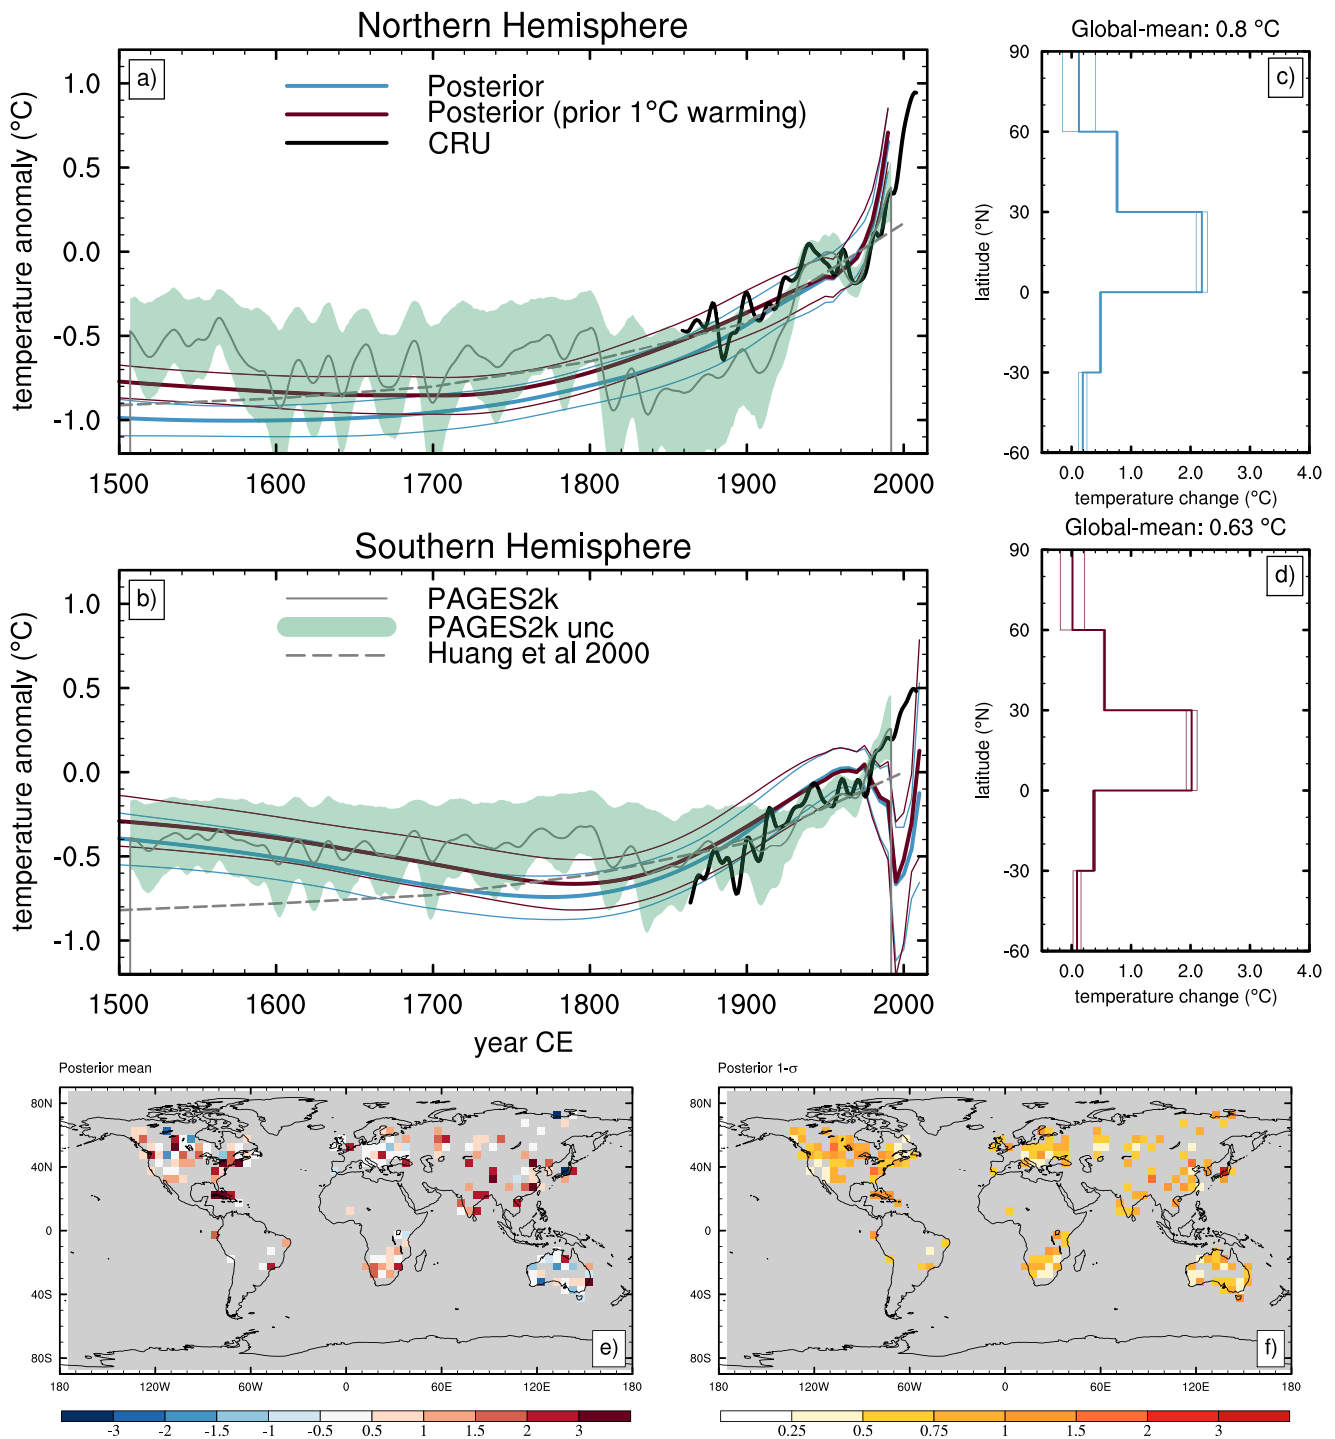 Northern Hemisphere
a)
Posterior
Posterior (prior 1°C warming)
CRU
temperature anomaly (°C)
1.0
0.5
0.0
-0.5
-1.0
1500 1600 1700 1800 1900 2000
Global-mean: 0.8 °C
c)
latitude (°N)
90
60
30
0
-30
-60
0.0 1.0 2.0 3.0 4.0
temperature change (°C)
Southern Hemisphere
b)
PAGES2k
PAGES2k unc
Huang et al 2000
temperature anomaly (°C)
1.0
0.5
0.0
-0.5
-1.0
1500 1600 1700 1800 1900 2000
year CE
Global-mean: 0.63 °C
d)
latitude (°N)
90
60
30
0
-30
-60
0.0 1.0 2.0 3.0 4.0
temperature change (°C)
Posterior mean
80N
40N
0
40S
80S
e)
180 120W 60W 0 60E 120E 180
-3 -2 -1.5 -1 -0.5 0.5 1 1.5 2 3
Posterior 1-σ
80N
40N
0
40S
80S
f)
180 120W 60W 0 60E 120E 180
0.25 0.5 0.75 1 1.5 2 3